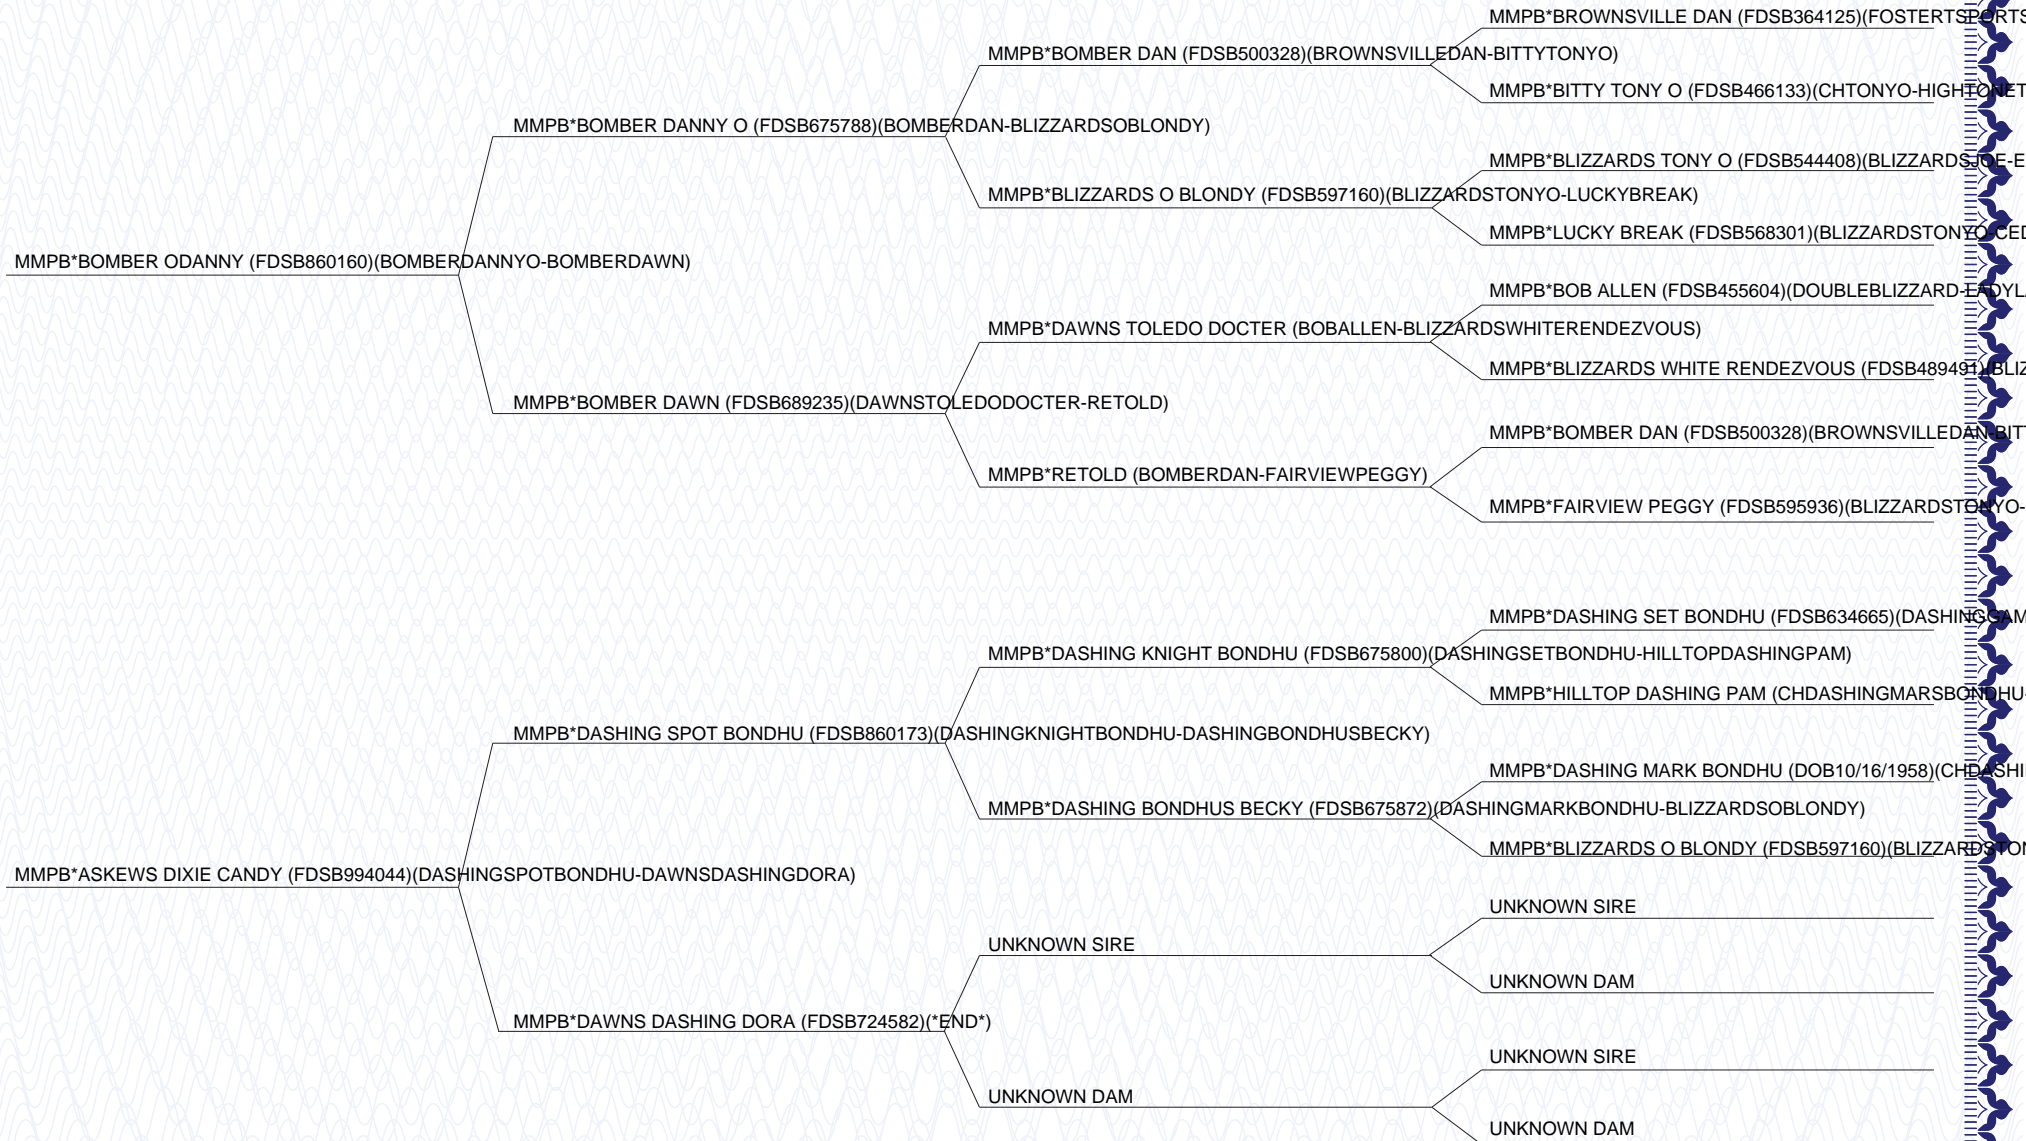 MMPB*BROWNSVILLE DAN (FDSB364125)(FOSTERTSPORTS
MMPB*BOMBER DAN (FDSB500328)(BROWNSVILLEDAN-BITTYTONYO)
MMPB*BITTY TONY O (FDSB466133)(CHTONYO-HIGHTONET
MMPB*BOMBER DANNY O (FDSB675788)(BOMBERDAN-BLIZZARDSOBLONDY)
MMPB*BLIZZARDS TONY O (FDSB544408)(BLIZZARDSJOE-E
MMPB*BLIZZARDS O BLONDY (FDSB597160)(BLIZZARDSTONYO-LUCKYBREAK)
MMPB*LUCKY BREAK (FDSB568301)(BLIZZARDSTONYO-CED
MMPB*BOMBER ODANNY (FDSB860160)(BOMBERDANNYO-BOMBERDAWN)
MMPB*BOB ALLEN (FDSB455604)(DOUBLEBLIZZARD-LADYLA
MMPB*DAWNS TOLEDO DOCTER (BOBALLEN-BLIZZARDSWHITERENDEZVOUS)
MMPB*BLIZZARDS WHITE RENDEZVOUS (FDSB489491)(BLIZ
MMPB*BOMBER DAWN (FDSB689235)(DAWNSTOLEDODOCTER-RETOLD)
MMPB*BOMBER DAN (FDSB500328)(BROWNSVILLEDAN-BITT
MMPB*RETOLD (BOMBERDAN-FAIRVIEWPEGGY)
MMPB*FAIRVIEW PEGGY (FDSB595936)(BLIZZARDSTONYO-
MMPB*DASHING SET BONDHU (FDSB634665)(DASHINGGAM
MMPB*DASHING KNIGHT BONDHU (FDSB675800)(DASHINGSETBONDHU-HILLTOPDASHINGPAM)
MMPB*HILLTOP DASHING PAM (CHDASHINGMARSBONDHU-
MMPB*DASHING SPOT BONDHU (FDSB860173)(DASHINGKNIGHTBONDHU-DASHINGBONDHUSBECKY)
MMPB*DASHING MARK BONDHU (DOB10/16/1958)(CHDASHI
MMPB*DASHING BONDHUS BECKY (FDSB675872)(DASHINGMARKBONDHU-BLIZZARDSOBLONDY)
MMPB*BLIZZARDS O BLONDY (FDSB597160)(BLIZZARDSTON
MMPB*ASKEWS DIXIE CANDY (FDSB994044)(DASHINGSPOTBONDHU-DAWNSDASHINGDORA)
UNKNOWN SIRE
UNKNOWN SIRE
UNKNOWN DAM
MMPB*DAWNS DASHING DORA (FDSB724582)(*END*)
UNKNOWN SIRE
UNKNOWN DAM
UNKNOWN DAM